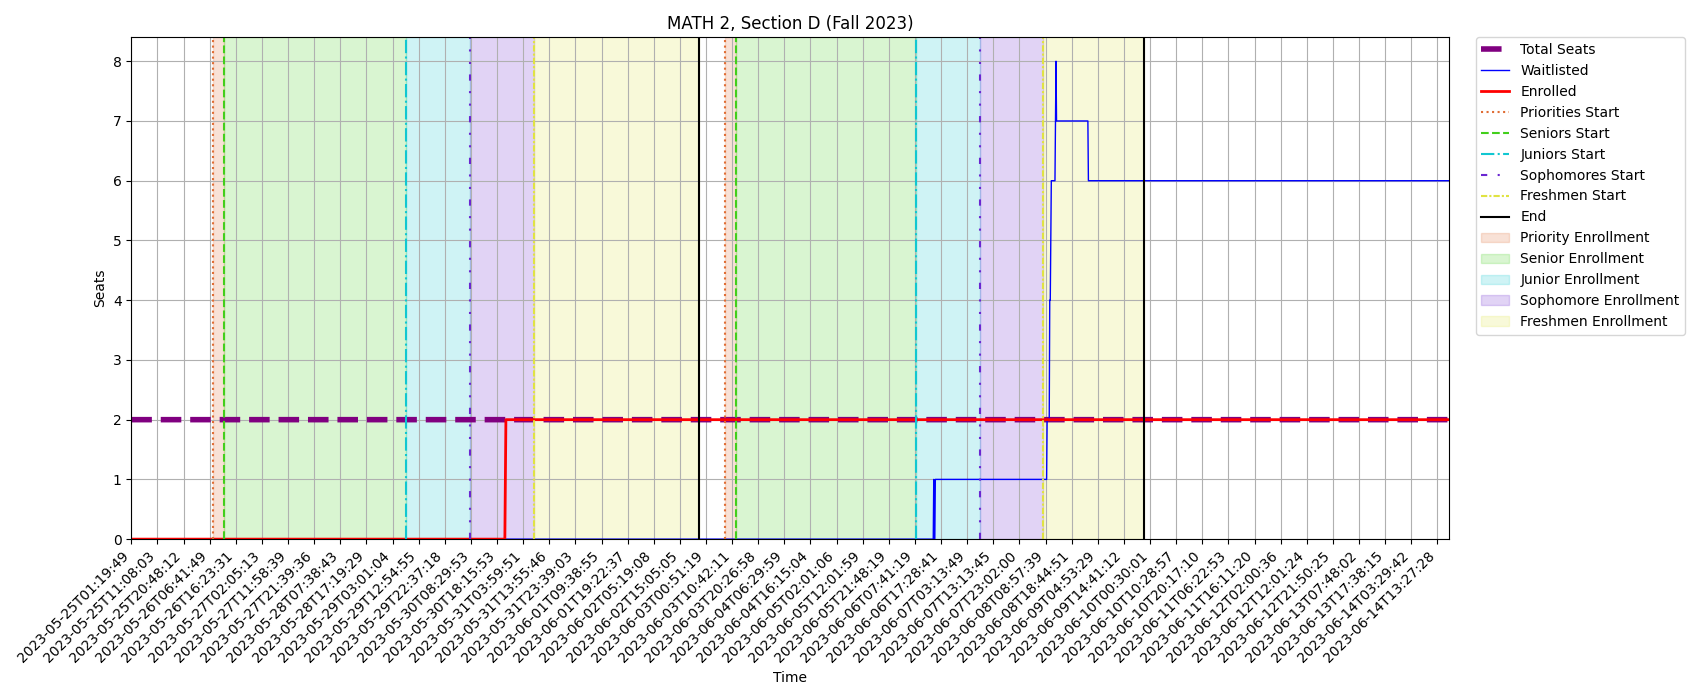 MATH 2, Section D (Fall 2023)
Seats
8
7
6
5
4
3
2
1
0
2023-05-25T01:19:49
2023-05-25T11:08:03
2023-05-25T20:48:12
2023-05-26T06:41:49
2023-05-26T16:23:31
2023-05-27T02:05:13
2023-05-27T11:58:39
2023-05-27T21:39:36
2023-05-28T07:38:43
2023-05-28T17:19:29
2023-05-29T03:01:04
2023-05-29T12:54:55
2023-05-29T22:37:18
2023-05-30T08:29:53
2023-05-30T18:15:53
2023-05-31T03:59:51
2023-05-31T13:55:46
2023-05-31T23:39:03
2023-06-01T09:38:55
2023-06-01T19:22:37
2023-06-02T05:19:08
2023-06-02T15:05:05
2023-06-03T00:51:19
2023-06-03T10:42:11
2023-06-03T20:26:58
2023-06-04T06:29:59
2023-06-04T16:15:04
2023-06-05T02:01:06
2023-06-05T12:01:59
2023-06-05T21:48:19
2023-06-06T07:41:19
2023-06-06T17:28:41
2023-06-07T03:13:49
2023-06-07T13:13:45
2023-06-07T23:02:00
2023-06-08T08:57:39
2023-06-08T18:44:51
2023-06-09T04:53:29
2023-06-09T14:41:12
2023-06-10T00:30:01
2023-06-10T10:28:57
2023-06-10T20:17:10
2023-06-11T06:22:53
2023-06-11T16:11:20
2023-06-12T02:00:36
2023-06-12T12:01:24
2023-06-12T21:50:25
2023-06-13T07:48:02
2023-06-13T17:38:15
2023-06-14T03:29:42
2023-06-14T13:27:28
Time
Total Seats
Waitlisted
Enrolled
Priorities Start
Seniors Start
Juniors Start
Sophomores Start
Freshmen Start
End
Priority Enrollment
Senior Enrollment
Junior Enrollment
Sophomore Enrollment
Freshmen Enrollment